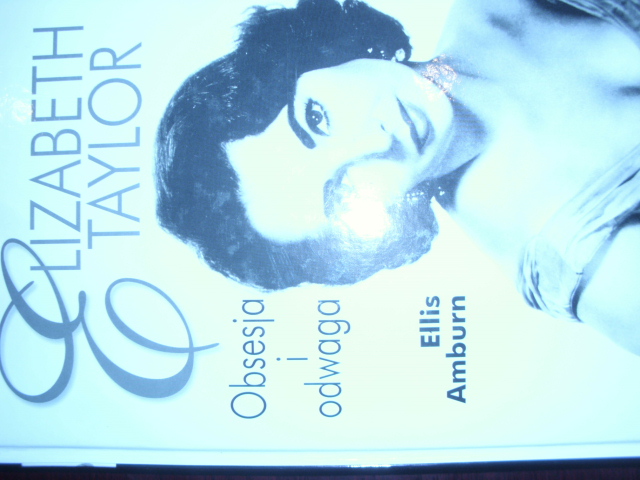 ELIZABETH
TAYLOR
Obsesja
i
odwaga
Ellis
Amburn